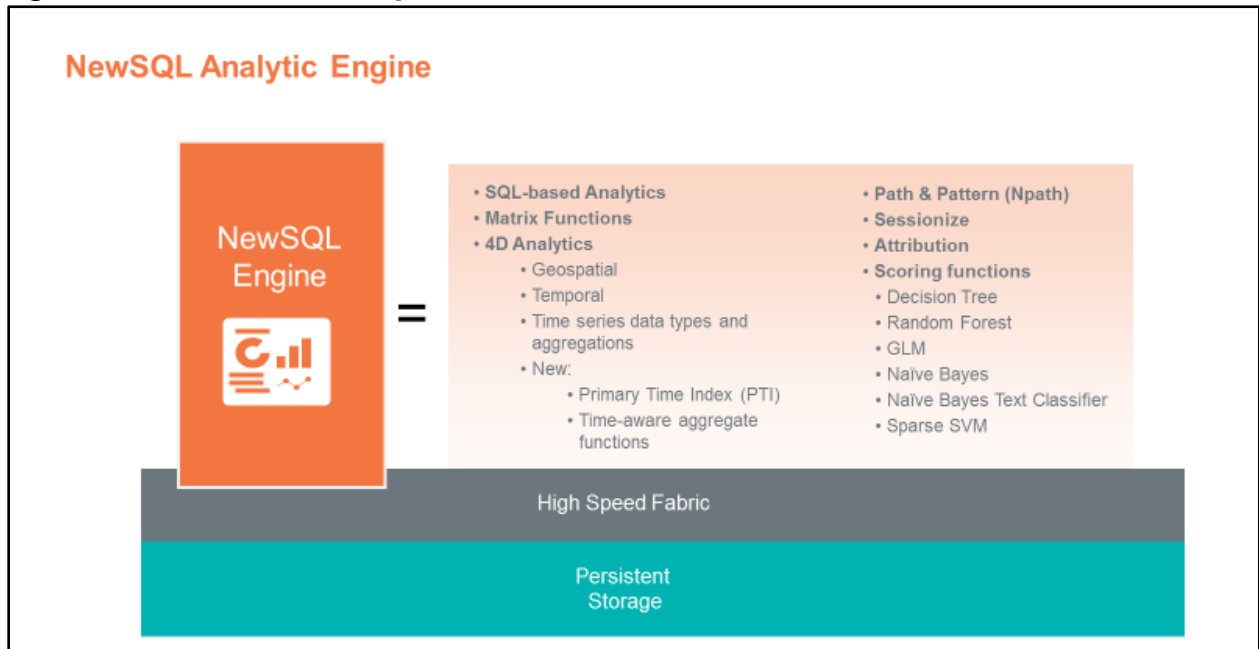 NewSQL Analytic Engine
NewSQL
Engine
=
• SQL-based Analytics
• Matrix Functions
• 4D Analytics
• Geospatial
• Temporal
• Time series data types and
aggregations
• New:
• Primary Time Index (PTI)
• Time-aware aggregate
functions
• Path & Pattern (Npath)
• Sessionize
• Attribution
• Scoring functions
• Decision Tree
• Random Forest
• GLM
• Naïve Bayes
• Naïve Bayes Text Classifier
• Sparse SVM
High Speed Fabric
Persistent
Storage